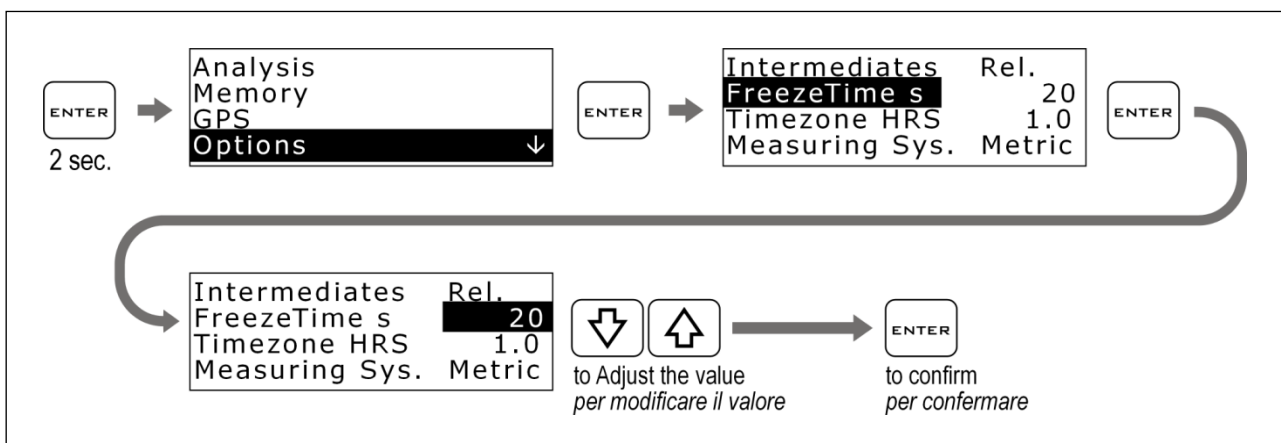 ENTER
2 sec.
Analysis
Memory
GPS
Options ↓
ENTER
Intermediates Rel.
FreezeTime s 20
Timezone HRS 1.0
Measuring Sys. Metric
ENTER
Intermediates Rel.
FreezeTime s 20
Timezone HRS 1.0
Measuring Sys. Metric
to Adjust the value
per modificare il valore
ENTER
to confirm
per confermare